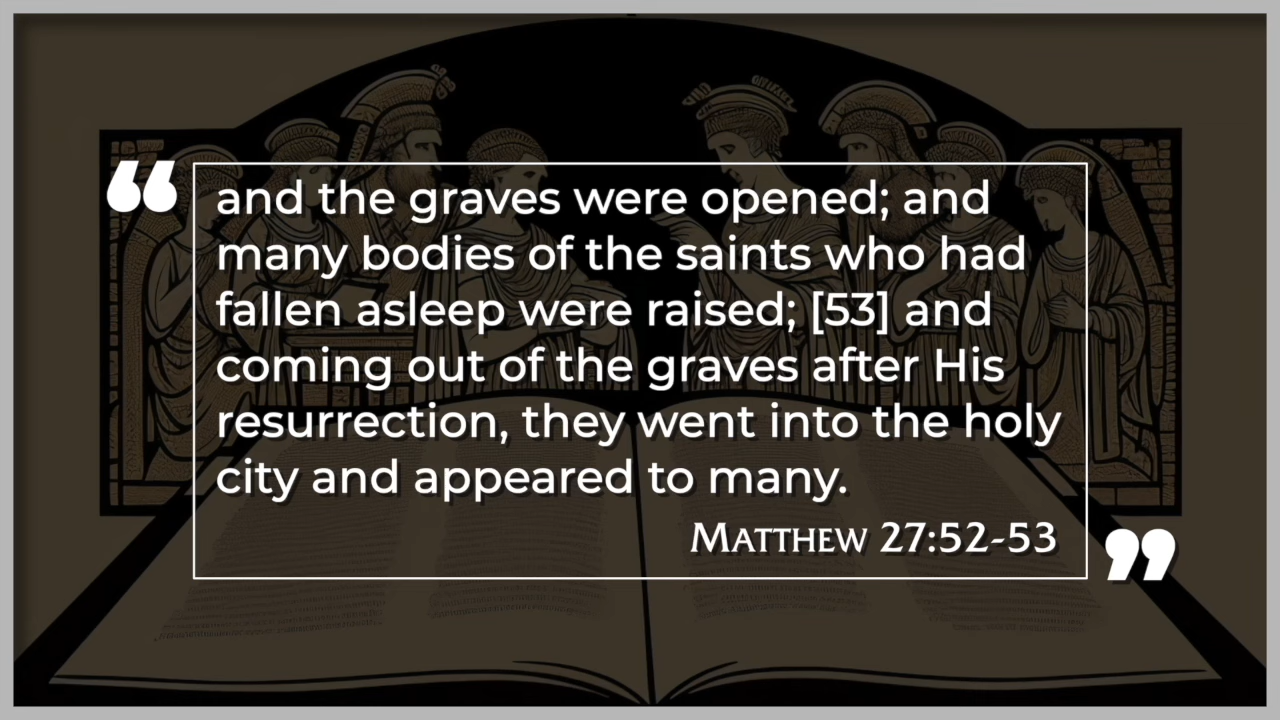 “
and the graves were opened; and
many bodies of the saints who had
fallen asleep were raised; [53] and
coming out of the graves after His
resurrection, they went into the holy
city and appeared to many.
Matthew 27:52-53
”